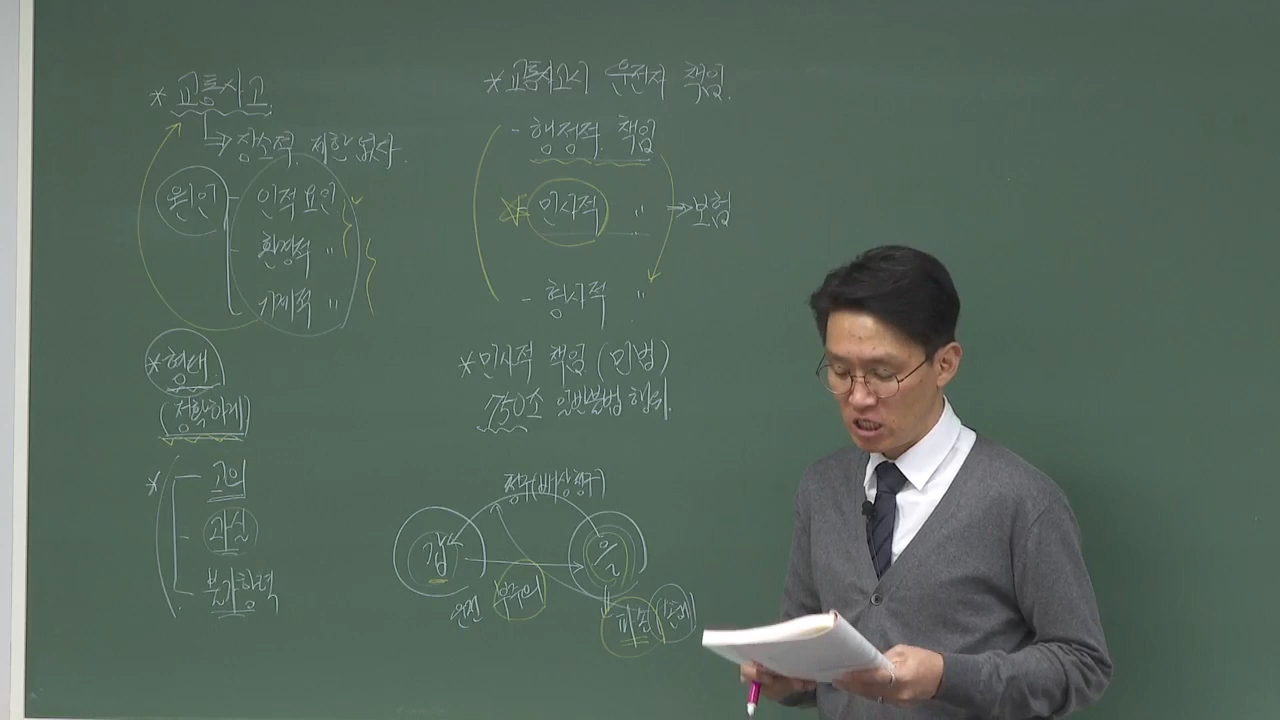 * 교통사고
⇒ 장소적 제한 없다.
원인 - 인적 요인
- 환경적 〃
- 기계적 〃
* 형태
(정확하게)
* - 고의
- 과실
- 불가항력
* 교통사고시 운전자 책임.
- 행정적 책임
☆ 민사적 〃 ⇒ 보험
- 형사적 〃
* 민사적 책임 (민법)
750조 일반불법행위.
청구(배상청구)
갑 을
운전 부주의
파손 (손해)